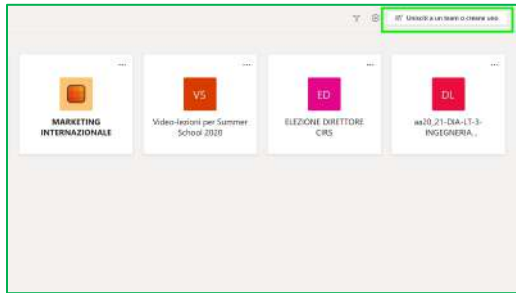 Unisciti a un team o creane uno
MARKETING
INTERNAZIONALE
VS
Video-lezioni per Summer
School 2020
ED
ELEZIONE DIRETTORE
CIRS
DL
aa20_21-DIA-LT-3-
INGEGNERIA...